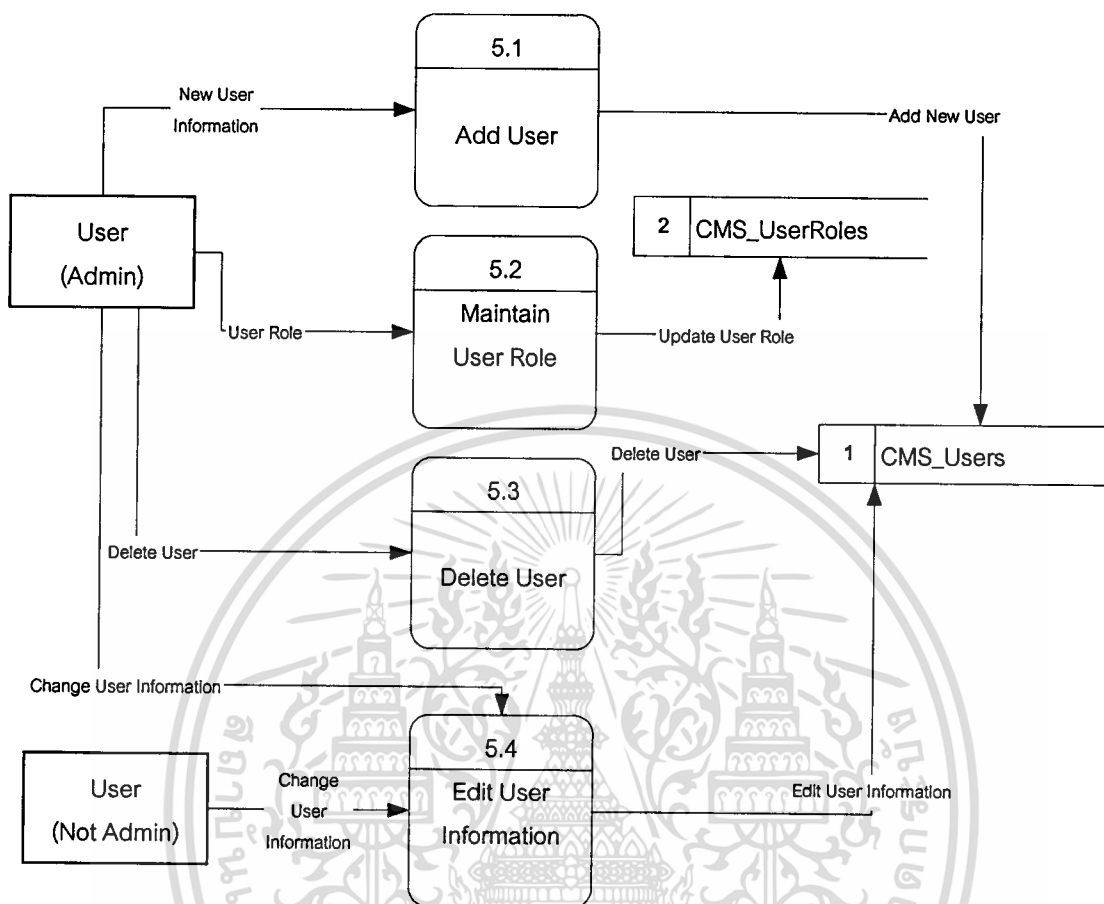 5.1
New User
Information
Add User
Add New User
User
(Admin)
2 CMS_UserRoles
5.2
Maintain
User Role
User Role
Update User Role
Delete User
1 CMS_Users
5.3
Delete User
Delete User
Change User Information
5.4
User
(Not Admin)
Change
User
Information
Edit User
Information
Edit User Information